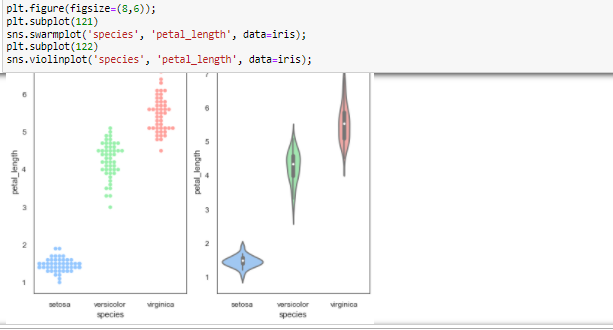 plt.figure(figsize=(8,6));
plt.subplot(121)
sns.swarmplot('species', 'petal_length', data=iris);
plt.subplot(122)
sns.violinplot('species', 'petal_length', data=iris);
6
5
4
3
2
1
petal_length
setosa versicolor virginica
species
7
6
5
4
3
2
1
petal_length
setosa versicolor virginica
species